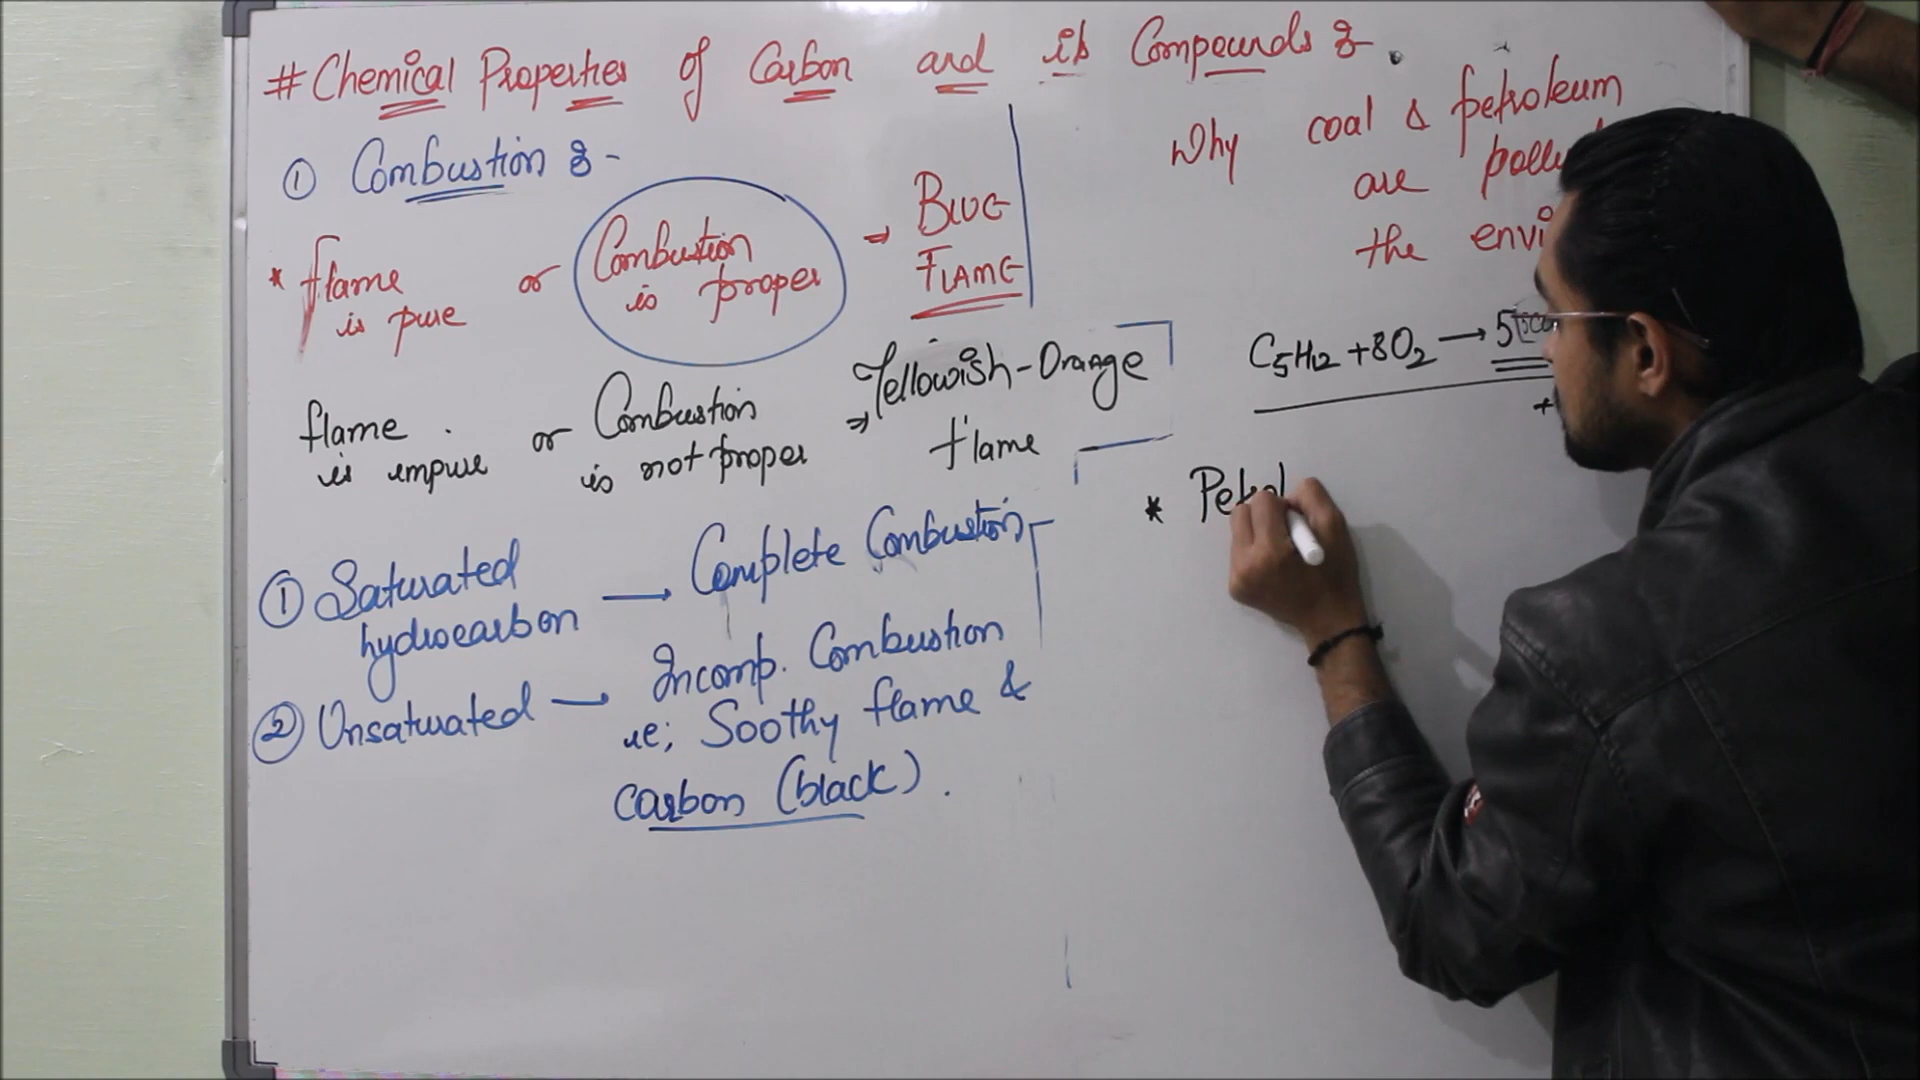 # Chemical Properties of Carbon and its Compounds :-
① Combustion :-
* flame is pure or Combustion is proper ⇒ BLUE FLAME
flame is impure or Combustion is not proper ⇒ Yellowish-Orange flame
① Saturated hydrocarbon → Complete Combustion
② Unsaturated → Incomp. Combustion
ie; Soothy flame &
carbon (black).
Why coal & petroleum
are
the
C5H12 + 8O2 → 5
+
* Petrol